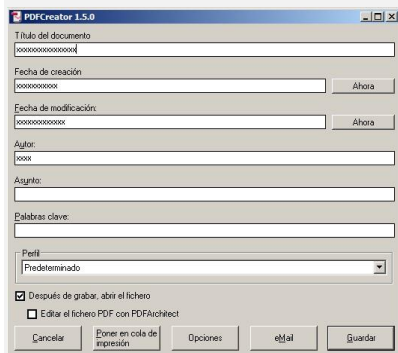 PDFCreator 1.5.0
Título del documento
xxxxxxxxxxxxxxx
Fecha de creación
xxxxxxxxxxx
Ahora
Fecha de modificación:
xxxxxxxxxxxxx
Ahora
Autor:
xxxx
Asunto:
Palabras clave:
Perfil
Predeterminado
Después de grabar, abrir el fichero
Editar el fichero PDF con PDFArchitect
Cancelar
Poner en cola de
impresión
Opciones
eMail
Guardar